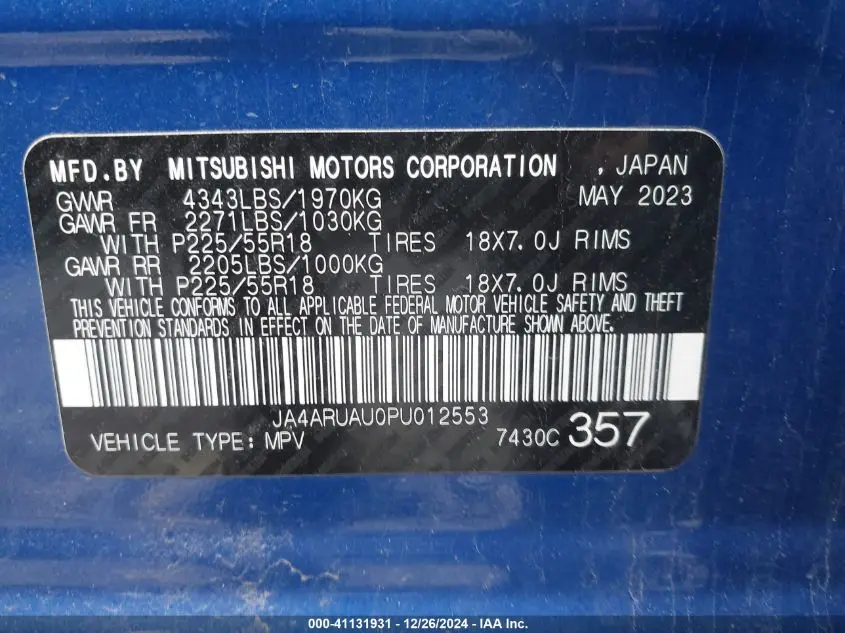 MFD.BY MITSUBISHI MOTORS CORPORATION , JAPAN
GVWR 4343LBS/1970KG MAY 2023
GAWR FR 2271LBS/1030KG
WITH P225/55R18 TIRES 18X7.0J RIMS
GAWR RR 2205LBS/1000KG
WITH P225/55R18 TIRES 18X7.0J RIMS
THIS VEHICLE CONFORMS TO ALL APPLICABLE FEDERAL MOTOR VEHICLE SAFETY AND THEFT
PREVENTION STANDARDS IN EFFECT ON THE DATE OF MANUFACTURE SHOWN ABOVE.
JA4ARUAU0PU012553
VEHICLE TYPE: MPV 7430C 357
000-41131931 - 12/26/2024 - IAA Inc.